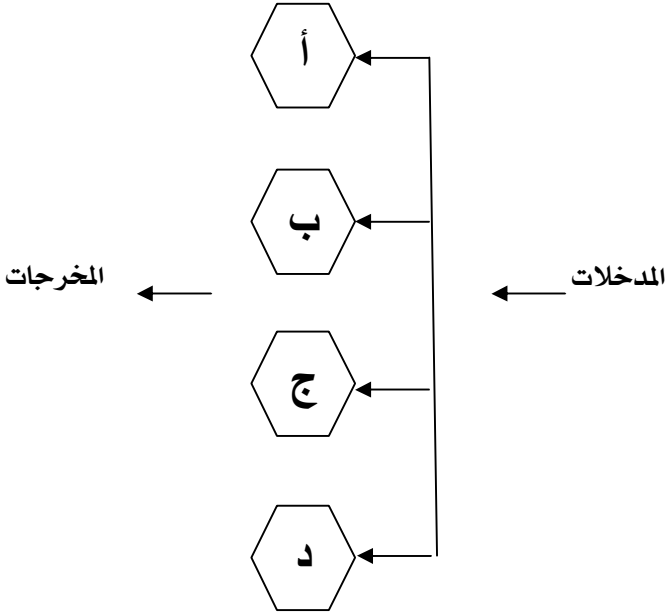 أ
ب
المدخلات
المخرجات
ج
د